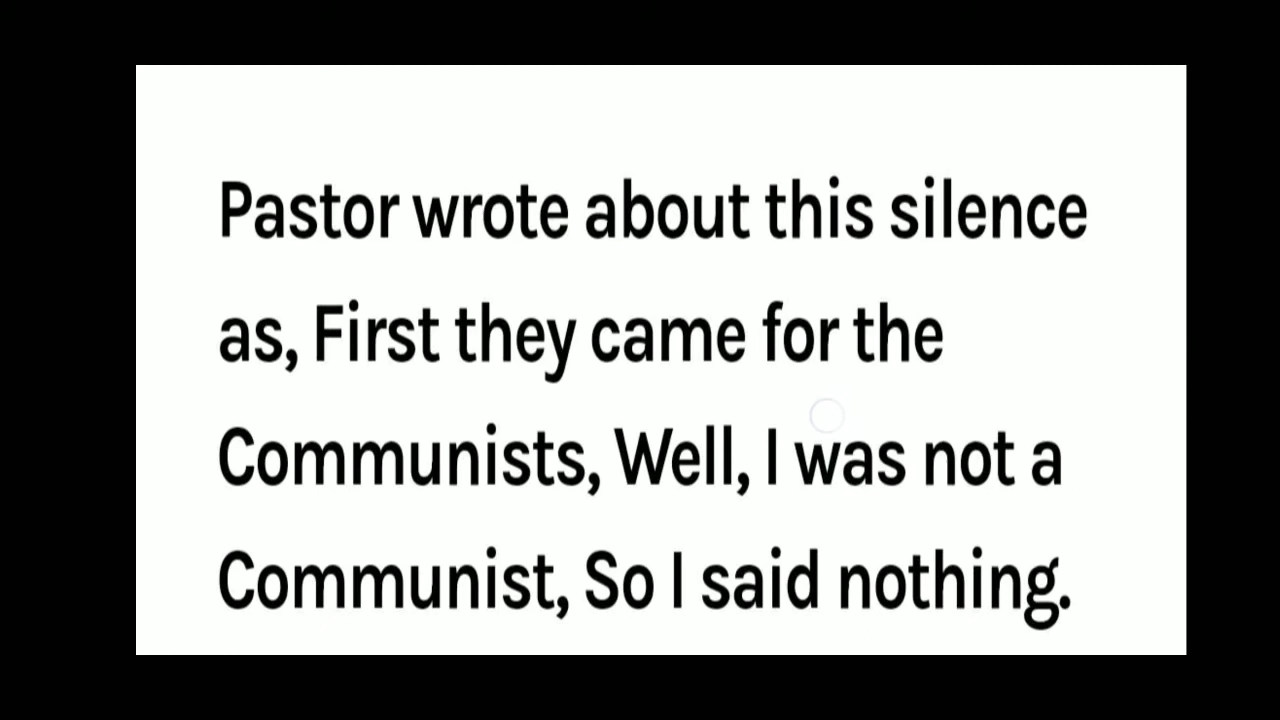 Pastor wrote about this silence
as, First they came for the
Communists, Well, I was not a
Communist, So I said nothing.